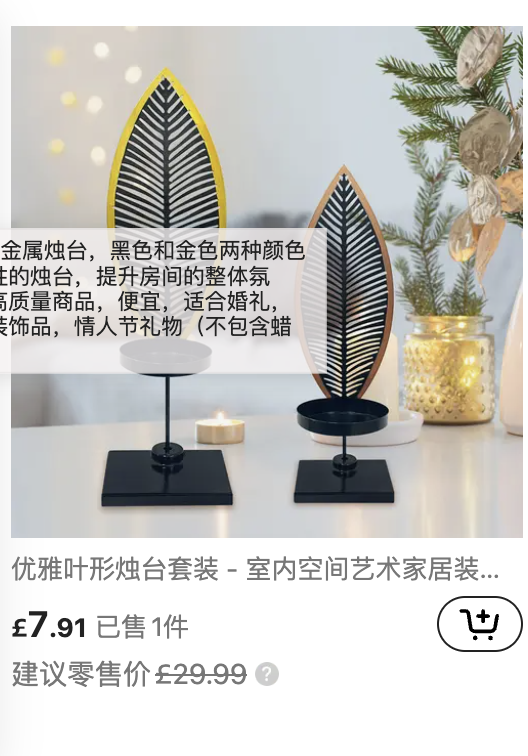 金属烛台，黑色和金色两种颜色
的烛台，提升房间的整体氛
高质量商品，便宜，适合婚礼，
装饰品，情人节礼物（不包含蜡
优雅叶形烛台套装 - 室内空间艺术家居装...
£7.91 已售 1件
建议零售价 £29.99 ?